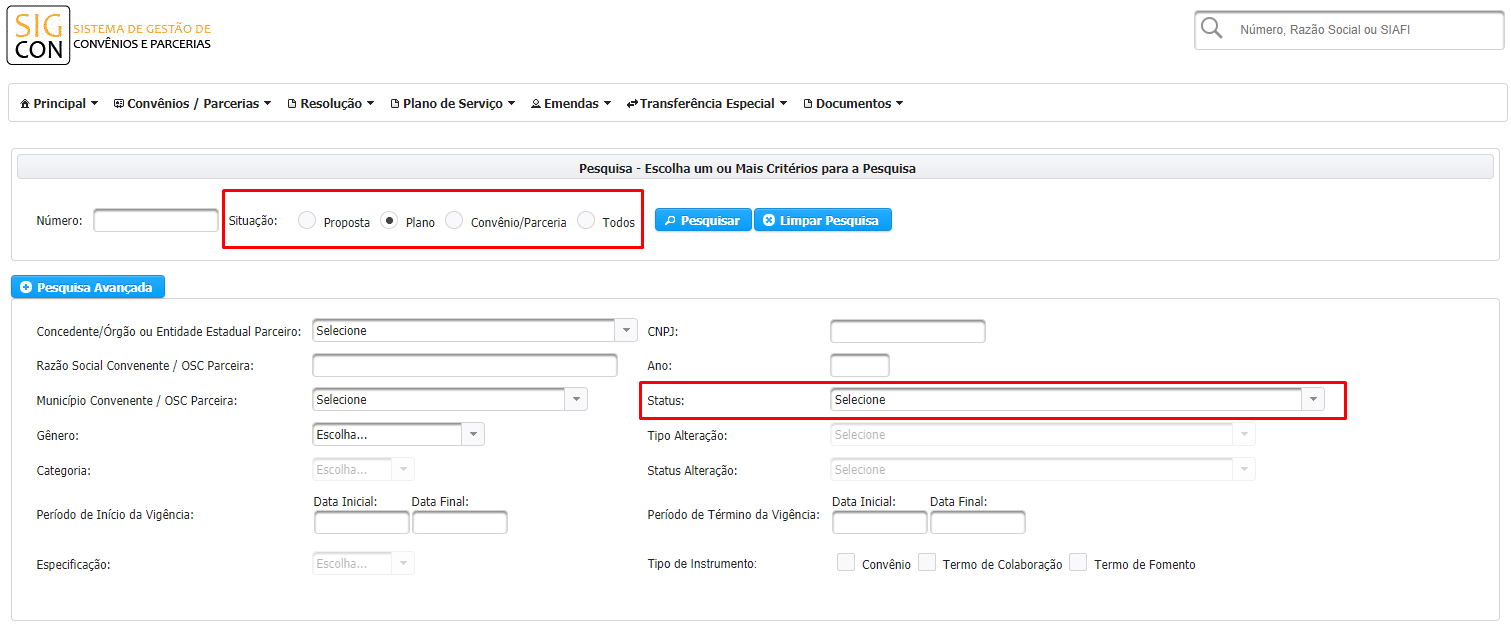 SIG CON
SISTEMA DE GESTÃO DE
CONVÊNIOS E PARCERIAS
Número, Razão Social ou SIAFI
Principal Convênios / Parcerias Resolução Plano de Serviço Emendas Transferência Especial Documentos
Pesquisa - Escolha um ou Mais Critérios para a Pesquisa
Número: Situação: Proposta Plano Convênio/Parceria Todos Pesquisar Limpar Pesquisa
Pesquisa Avançada
Concedente/Órgão ou Entidade Estadual Parceiro: Selecione CNPJ:
Razão Social Convenente / OSC Parceira: Ano:
Município Convenente / OSC Parceira: Selecione Status: Selecione
Gênero: Escolha... Tipo Alteração: Selecione
Categoria: Escolha... Status Alteração: Selecione
Data Inicial: Data Final: Data Inicial: Data Final:
Período de Início da Vigência: Período de Término da Vigência:
Especificação: Escolha... Tipo de Instrumento: Convênio Termo de Colaboração Termo de Fomento